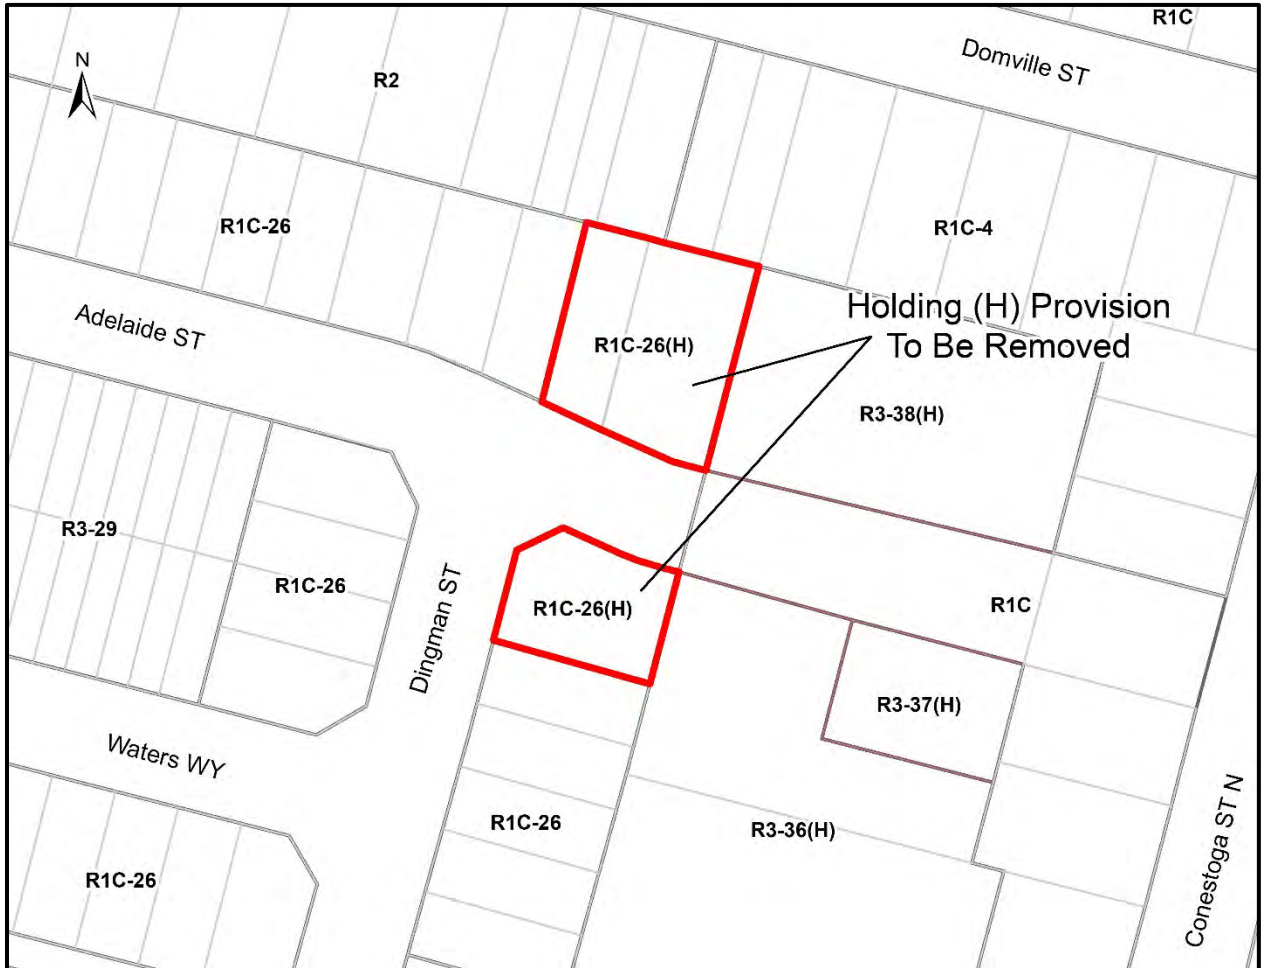 R1C
Domville ST
N
R2
R1C-26
R1C-4
Holding (H) Provision
To Be Removed
Adelaide ST
R1C-26(H)
R3-38(H)
R3-29
R1C-26
Dingman ST
R1C-26(H)
R1C
R3-37(H)
Waters WY
R1C-26
R3-36(H)
R1C-26
Conestoga ST N